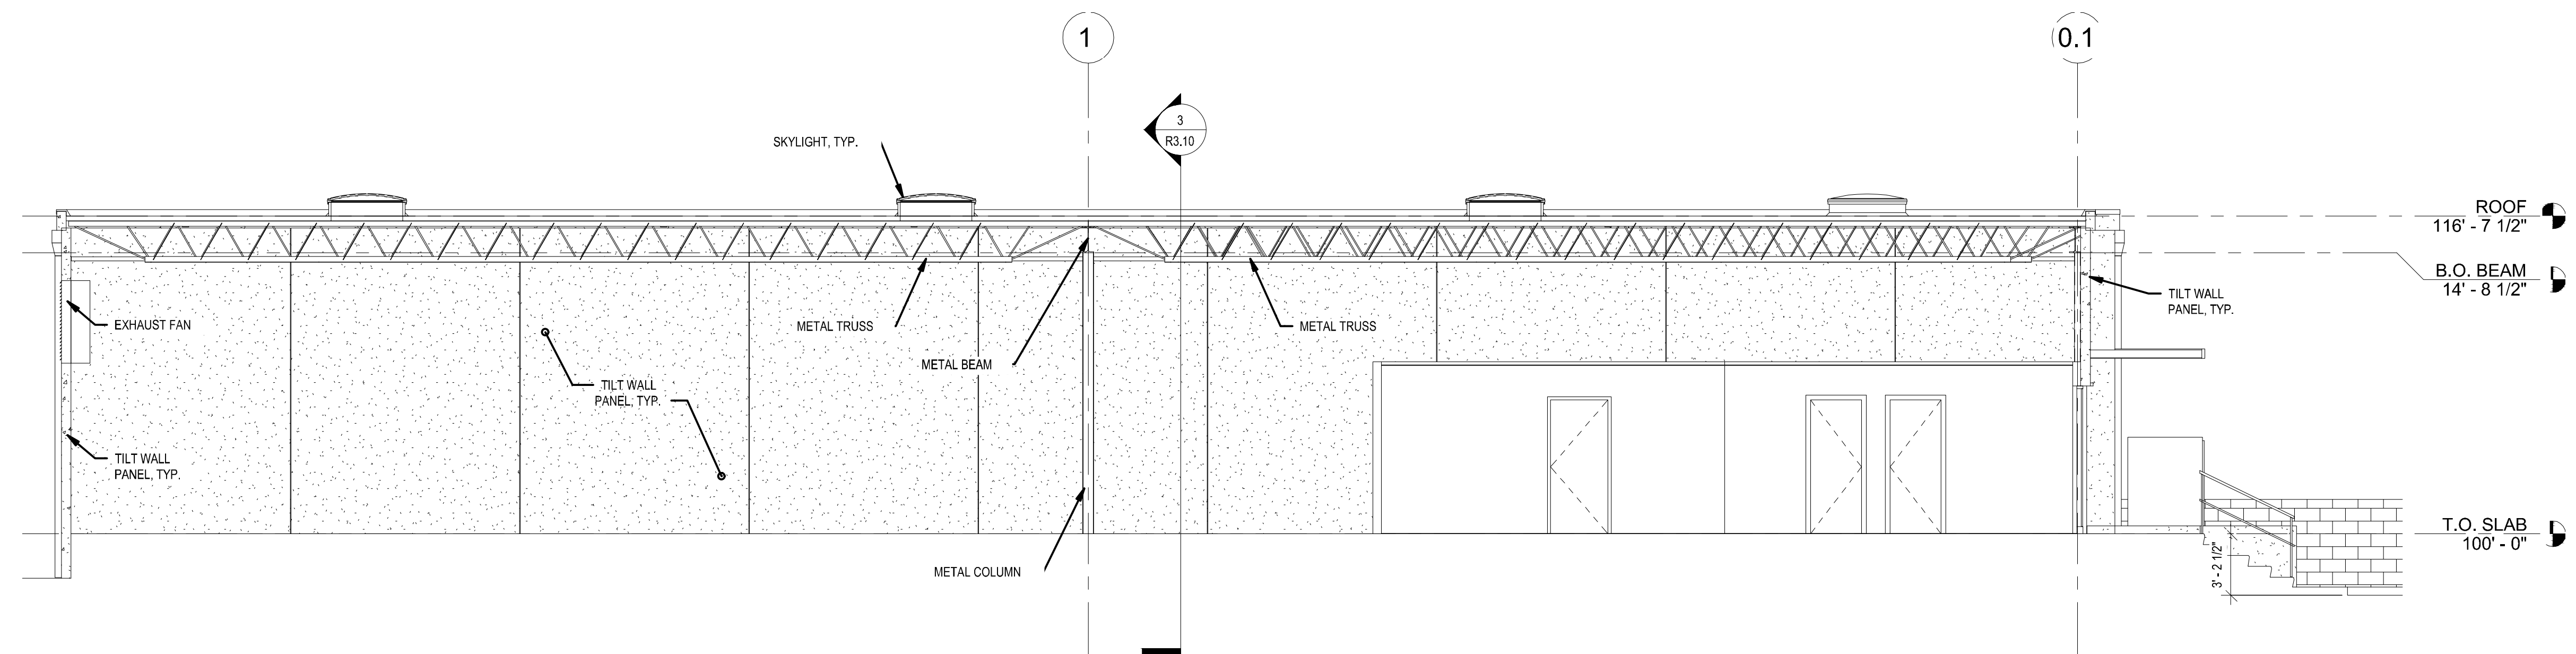 1
0.1
3
R3.10
SKYLIGHT, TYP.
ROOF
116' - 7 1/2"
B.O. BEAM
14' - 8 1/2"
TILT WALL
PANEL, TYP.
EXHAUST FAN
METAL TRUSS
METAL TRUSS
METAL BEAM
TILT WALL
PANEL, TYP.
TILT WALL
PANEL, TYP.
T.O. SLAB
100' - 0"
3' - 2 1/2"
METAL COLUMN